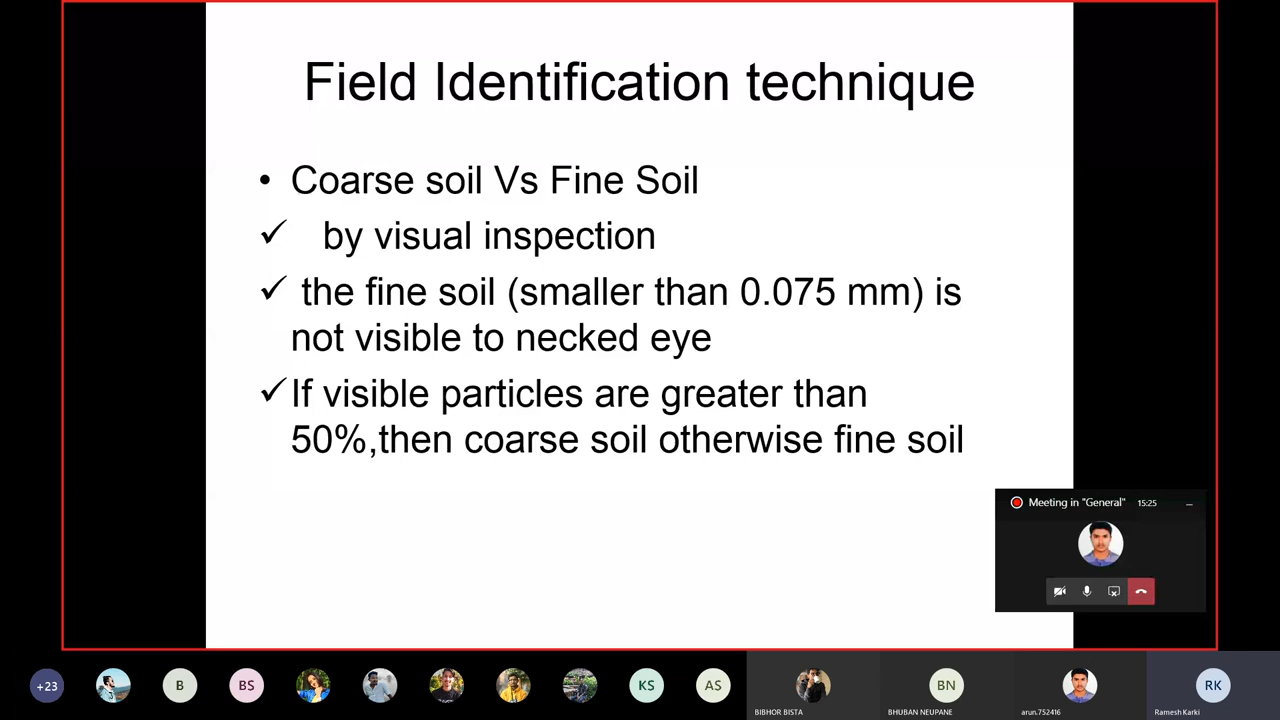 Field Identification technique
• Coarse soil Vs Fine Soil
✓ by visual inspection
✓ the fine soil (smaller than 0.075 mm) is
not visible to necked eye
✓If visible particles are greater than
50%,then coarse soil otherwise fine soil
Meeting in "General" 15:25
+23
B
BS
KS
AS
BIBHOR BISTA
BN
BHUBAN NEUPANE
arun.752416
RK
Ramesh Karki